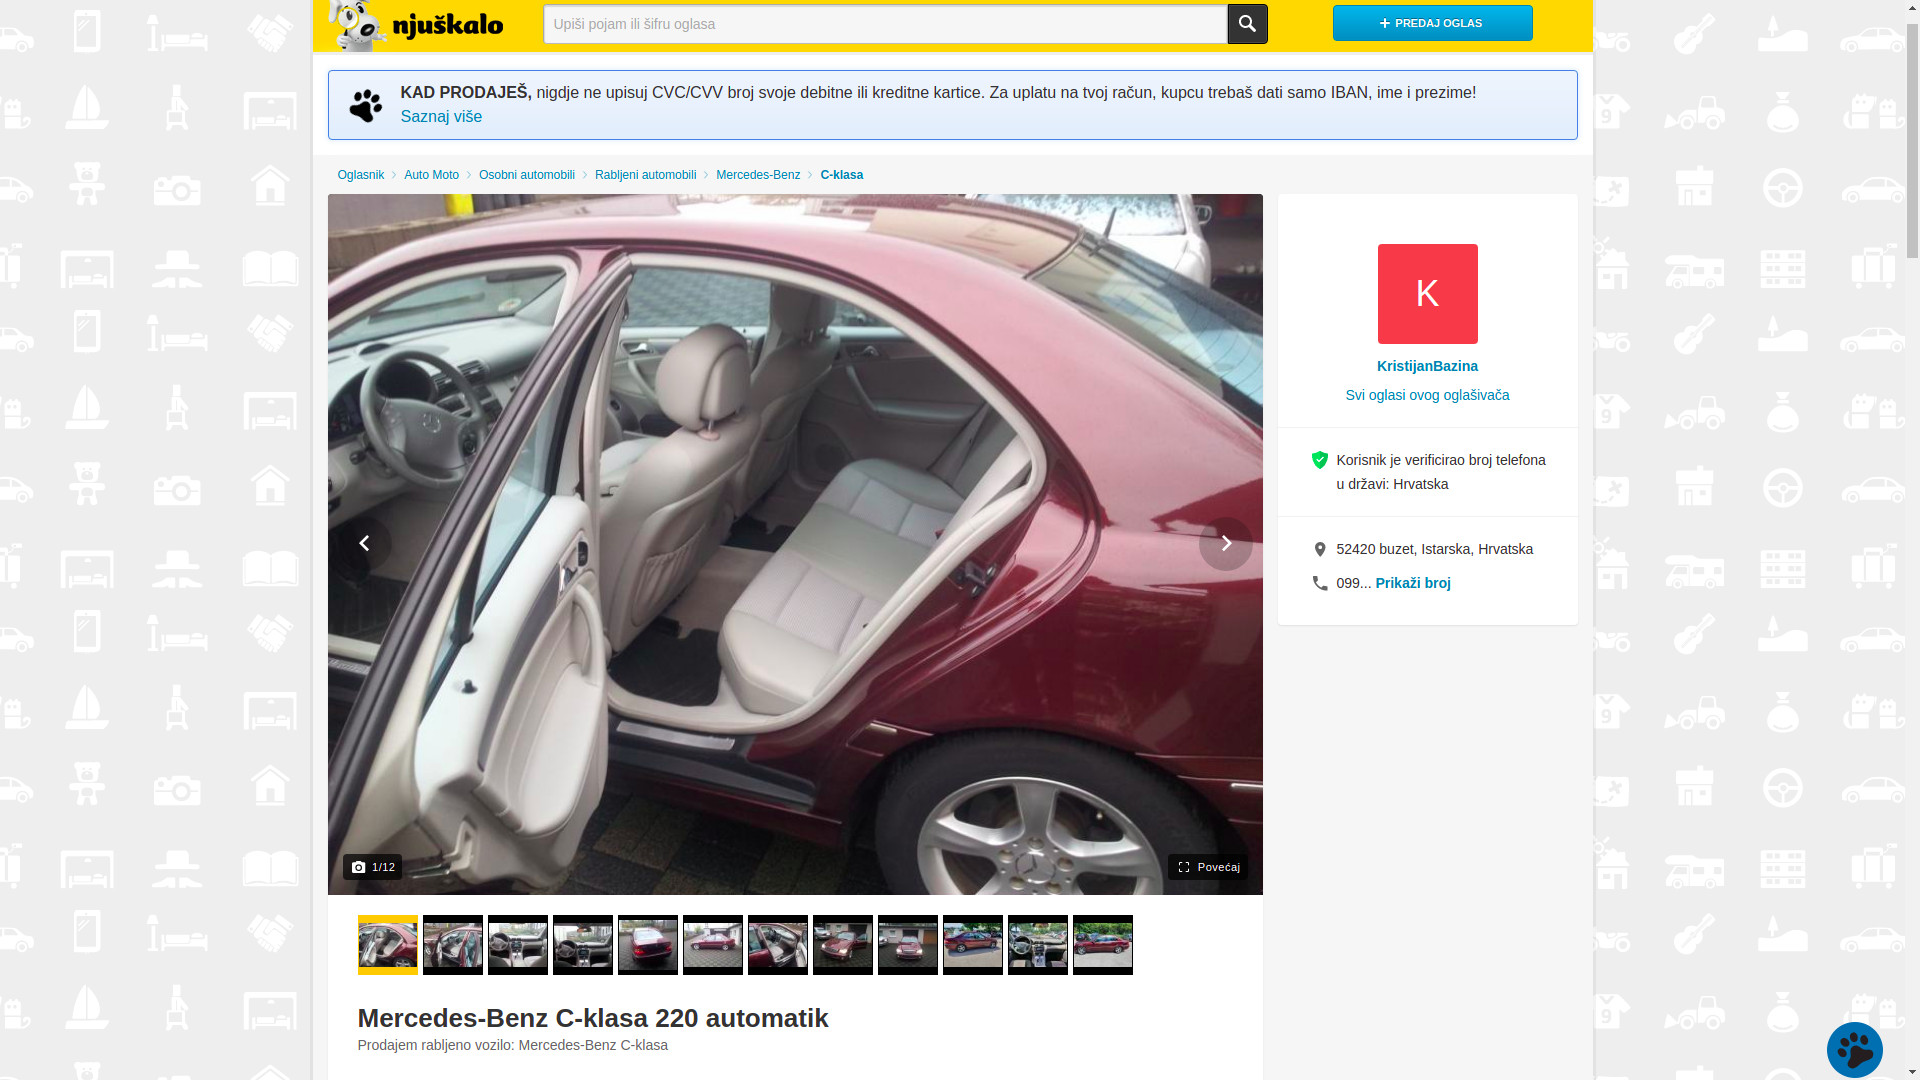 njuškalo
Upiši pojam ili šifru oglasa
PREDAJ OGLAS
KAD PRODAJEŠ, nigdje ne upisuj CVC/CVV broj svoje debitne ili kreditne kartice. Za uplatu na tvoj račun, kupcu trebaš dati samo IBAN, ime i prezime!
Saznaj više
Oglasnik
Auto Moto
Osobni automobili
Rabljeni automobili
Mercedes-Benz
C-klasa
K
KristijanBazina
Svi oglasi ovog oglašivača
Korisnik je verificirao broj telefona
u državi: Hrvatska
52420 buzet, Istarska, Hrvatska
099... Prikaži broj
1/12
Povećaj
Mercedes-Benz C-klasa 220 automatik
Prodajem rabljeno vozilo: Mercedes-Benz C-klasa